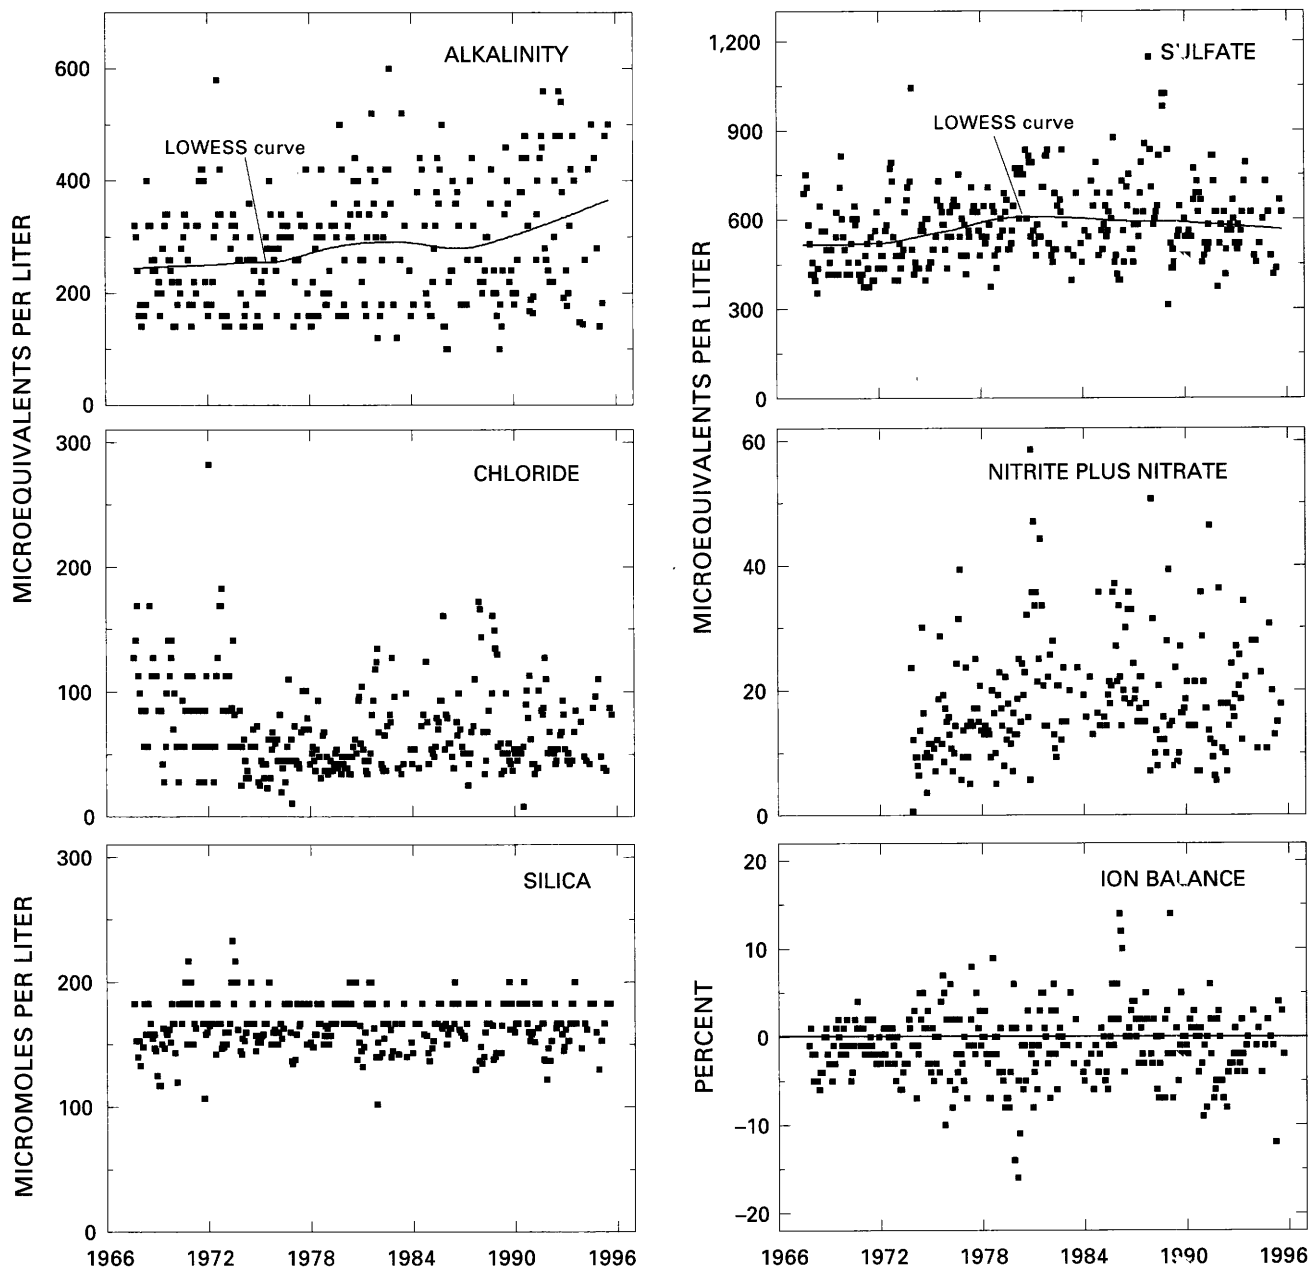 ALKALINITY
LOWESS curve
600
400
200
0
MICROEQUIVALENTS PER LITER
SULFATE
LOWESS curve
1,200
900
600
300
0
MICROEQUIVALENTS PER LITER
CHLORIDE
300
200
100
0
NITRITE PLUS NITRATE
60
40
20
0
SILICA
300
200
100
0
MICROMOLES PER LITER
1966 1972 1978 1984 1990 1996
ION BALANCE
20
10
0
–10
–20
PERCENT
1966 1972 1978 1984 1990 1996